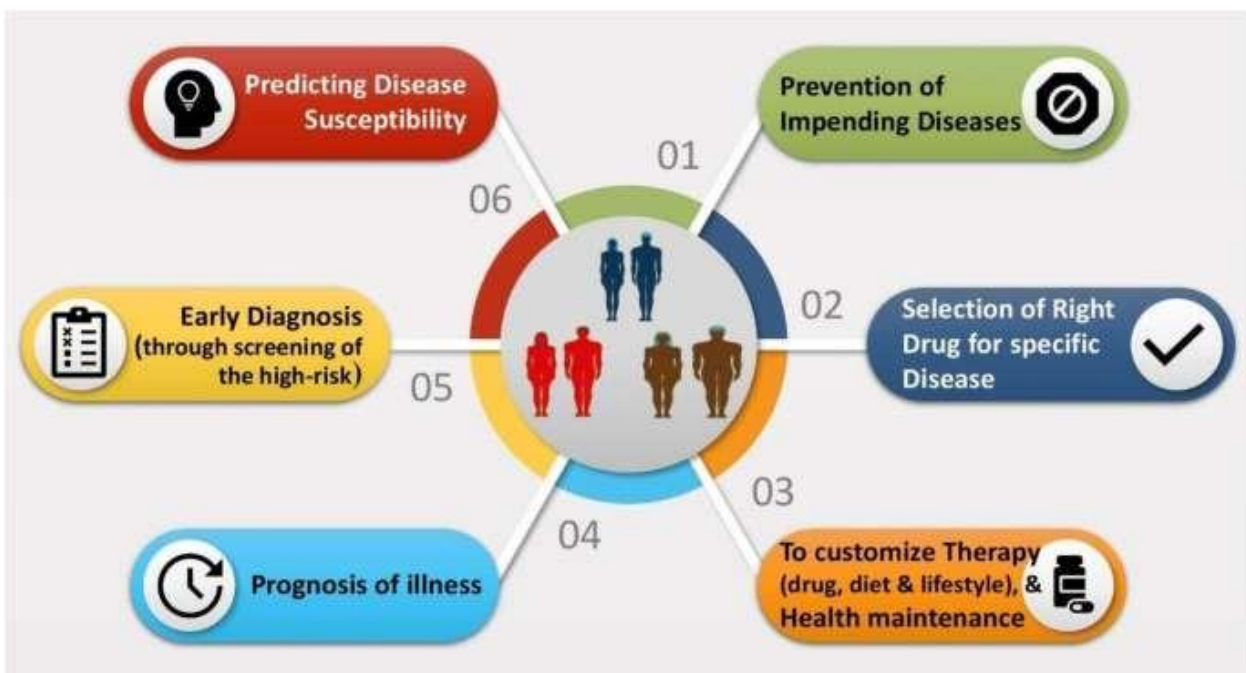 Prevention of
Impending Diseases
01
Selection of Right
Drug for specific
Disease
02
To customize Therapy
(drug, diet & lifestyle), &
Health maintenance
03
Prognosis of illness
04
Early Diagnosis
(through screening of
the high-risk)
05
Predicting Disease
Susceptibility
06